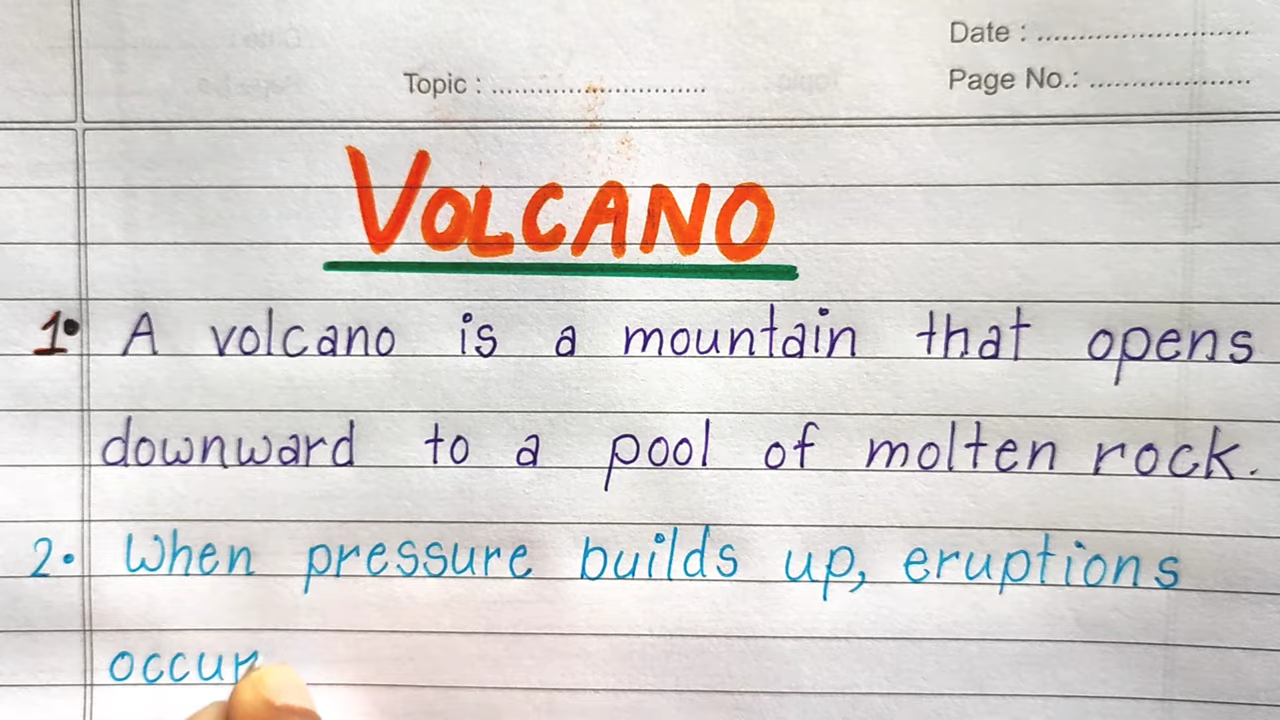 Date : ..............................
Topic : ..............................
Page No.: ......................
VOLCANO
1. A volcano is a mountain that opens
downward to a pool of molten rock.
2. When pressure builds up, eruptions
occur